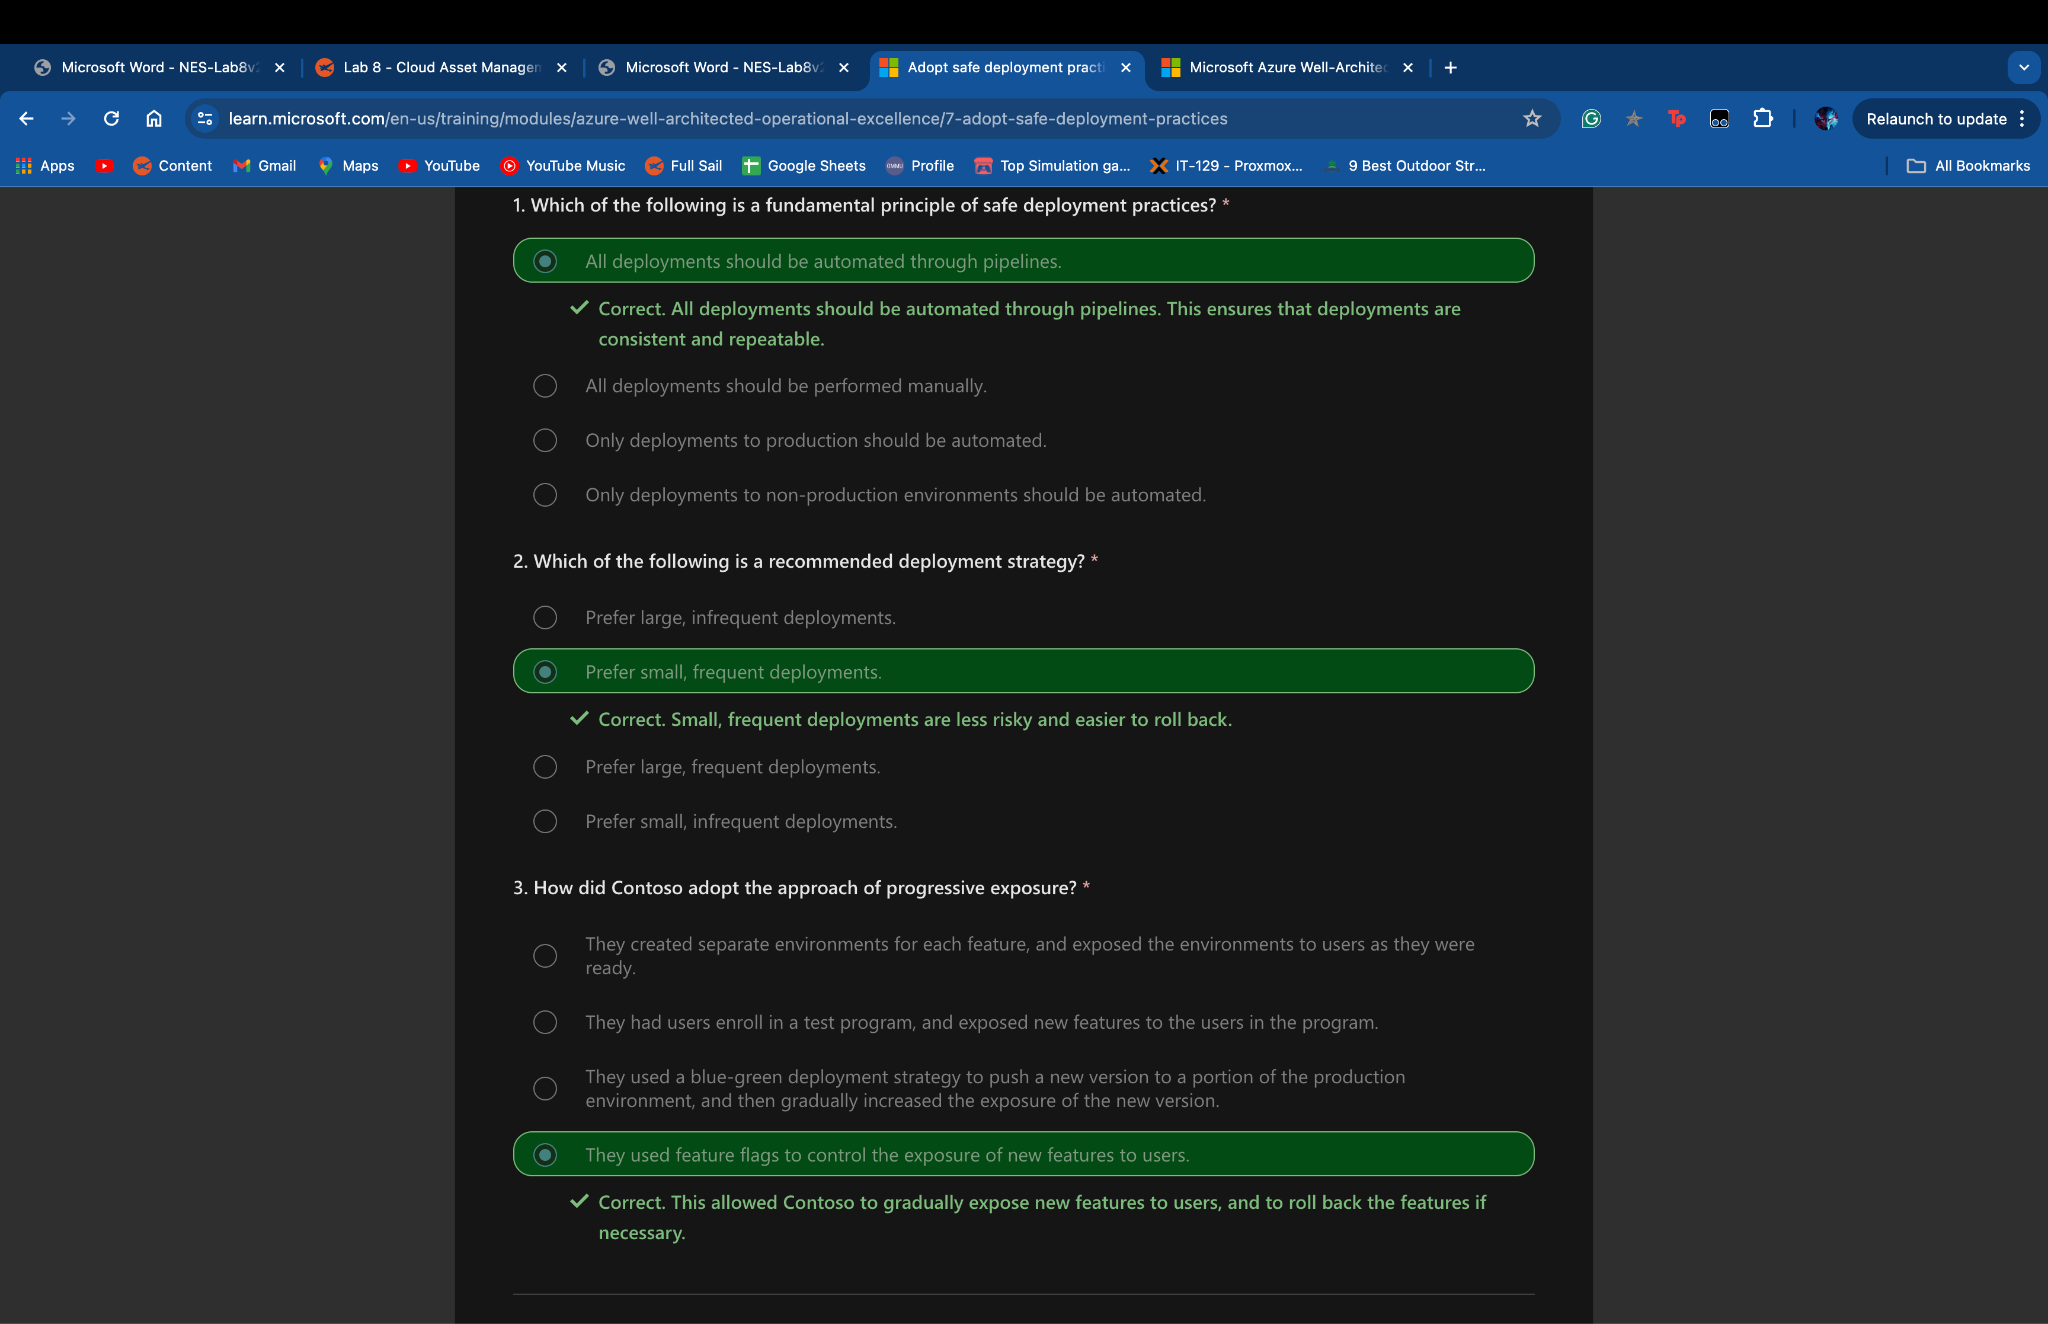 Microsoft Word - NES-Lab8v
Lab 8 - Cloud Asset Managem
Microsoft Word - NES-Lab8v
Adopt safe deployment practi
Microsoft Azure Well-Architec
learn.microsoft.com/en-us/training/modules/azure-well-architected-operational-excellence/7-adopt-safe-deployment-practices
Tp
Relaunch to update
Apps
Content
Gmail
Maps
YouTube
YouTube Music
Full Sail
Google Sheets
Profile
Top Simulation ga...
IT-129 - Proxmox...
9 Best Outdoor Str...
All Bookmarks
1. Which of the following is a fundamental principle of safe deployment practices? *
All deployments should be automated through pipelines.
Correct. All deployments should be automated through pipelines. This ensures that deployments are
consistent and repeatable.
All deployments should be performed manually.
Only deployments to production should be automated.
Only deployments to non-production environments should be automated.
2. Which of the following is a recommended deployment strategy? *
Prefer large, infrequent deployments.
Prefer small, frequent deployments.
Correct. Small, frequent deployments are less risky and easier to roll back.
Prefer large, frequent deployments.
Prefer small, infrequent deployments.
3. How did Contoso adopt the approach of progressive exposure? *
They created separate environments for each feature, and exposed the environments to users as they were
ready.
They had users enroll in a test program, and exposed new features to the users in the program.
They used a blue-green deployment strategy to push a new version to a portion of the production
environment, and then gradually increased the exposure of the new version.
They used feature flags to control the exposure of new features to users.
Correct. This allowed Contoso to gradually expose new features to users, and to roll back the features if
necessary.